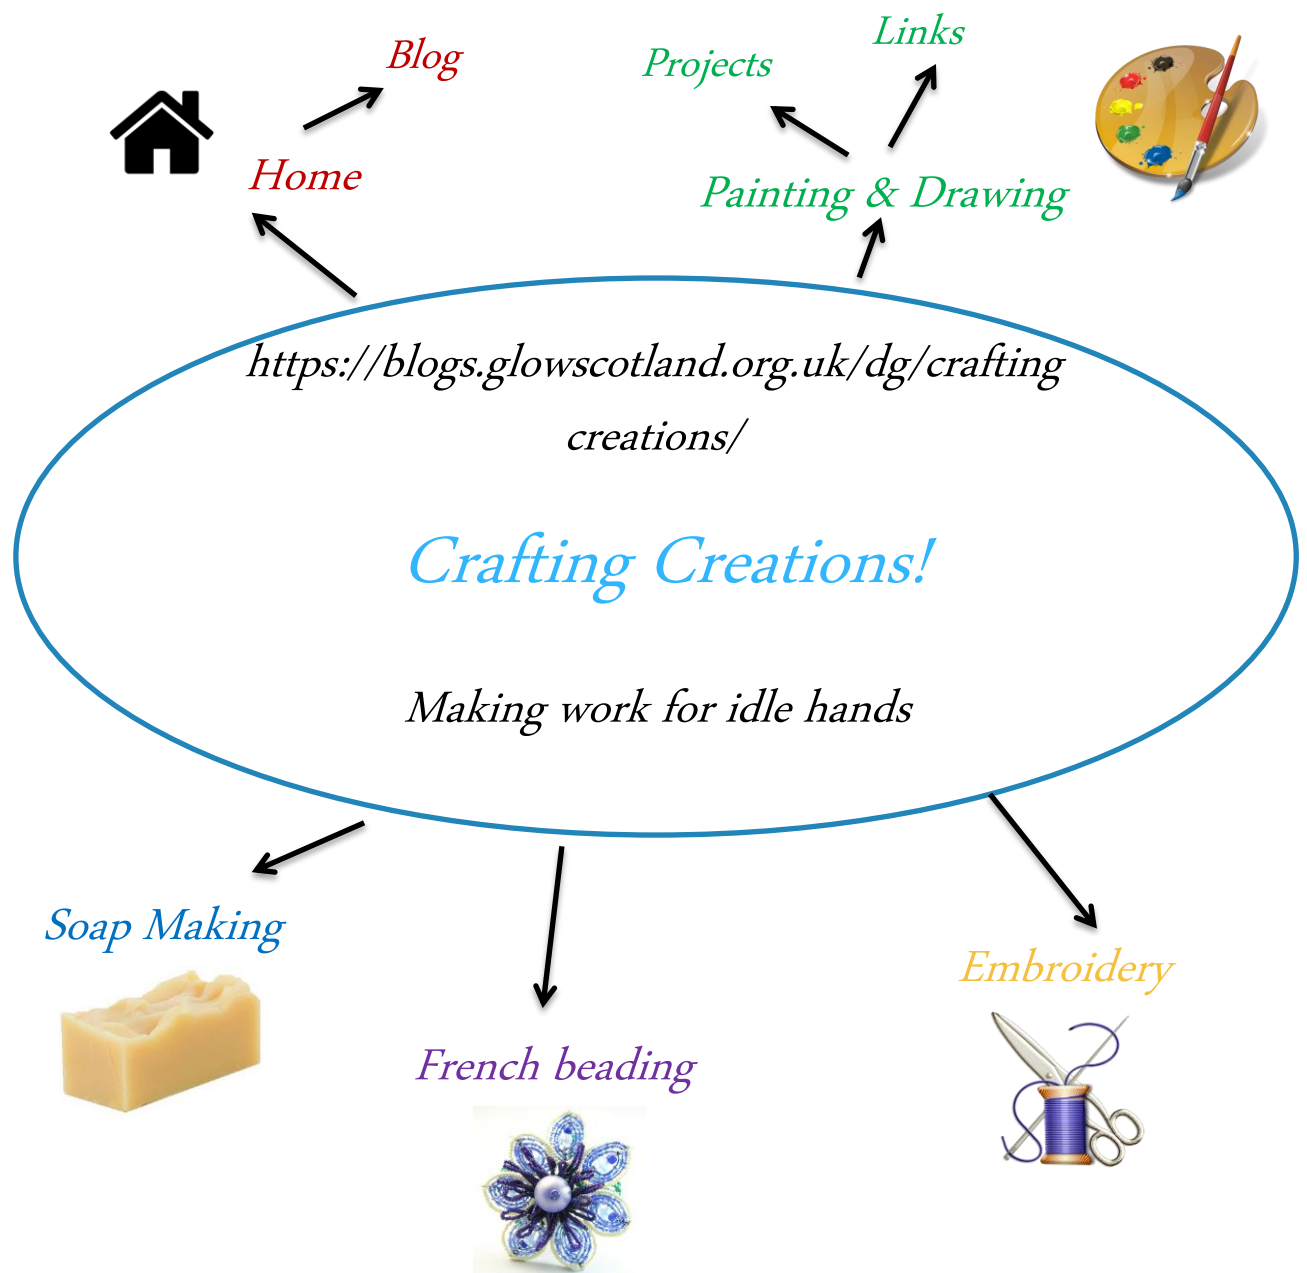 Blog
Links
Projects
Home
Painting & Drawing
https://blogs.glowscotland.org.uk/dg/crafting
creations/
Crafting Creations!
Making work for idle hands
Soap Making
Embroidery
French beading